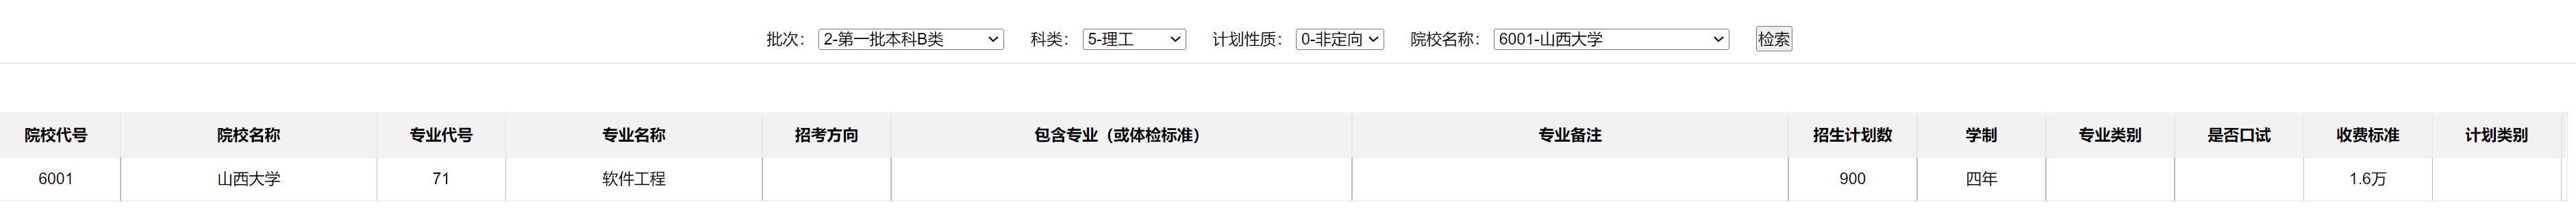 批次： 2-第一批本科B类 科类： 5-理工 计划性质： 0-非定向 院校名称： 6001-山西大学 检索
院校代号 院校名称 专业代号 专业名称 招考方向 包含专业（或体检标准） 专业备注 招生计划数 学制 专业类别 是否口试 收费标准 计划类别
6001 山西大学 71 软件工程 900 四年 1.6万